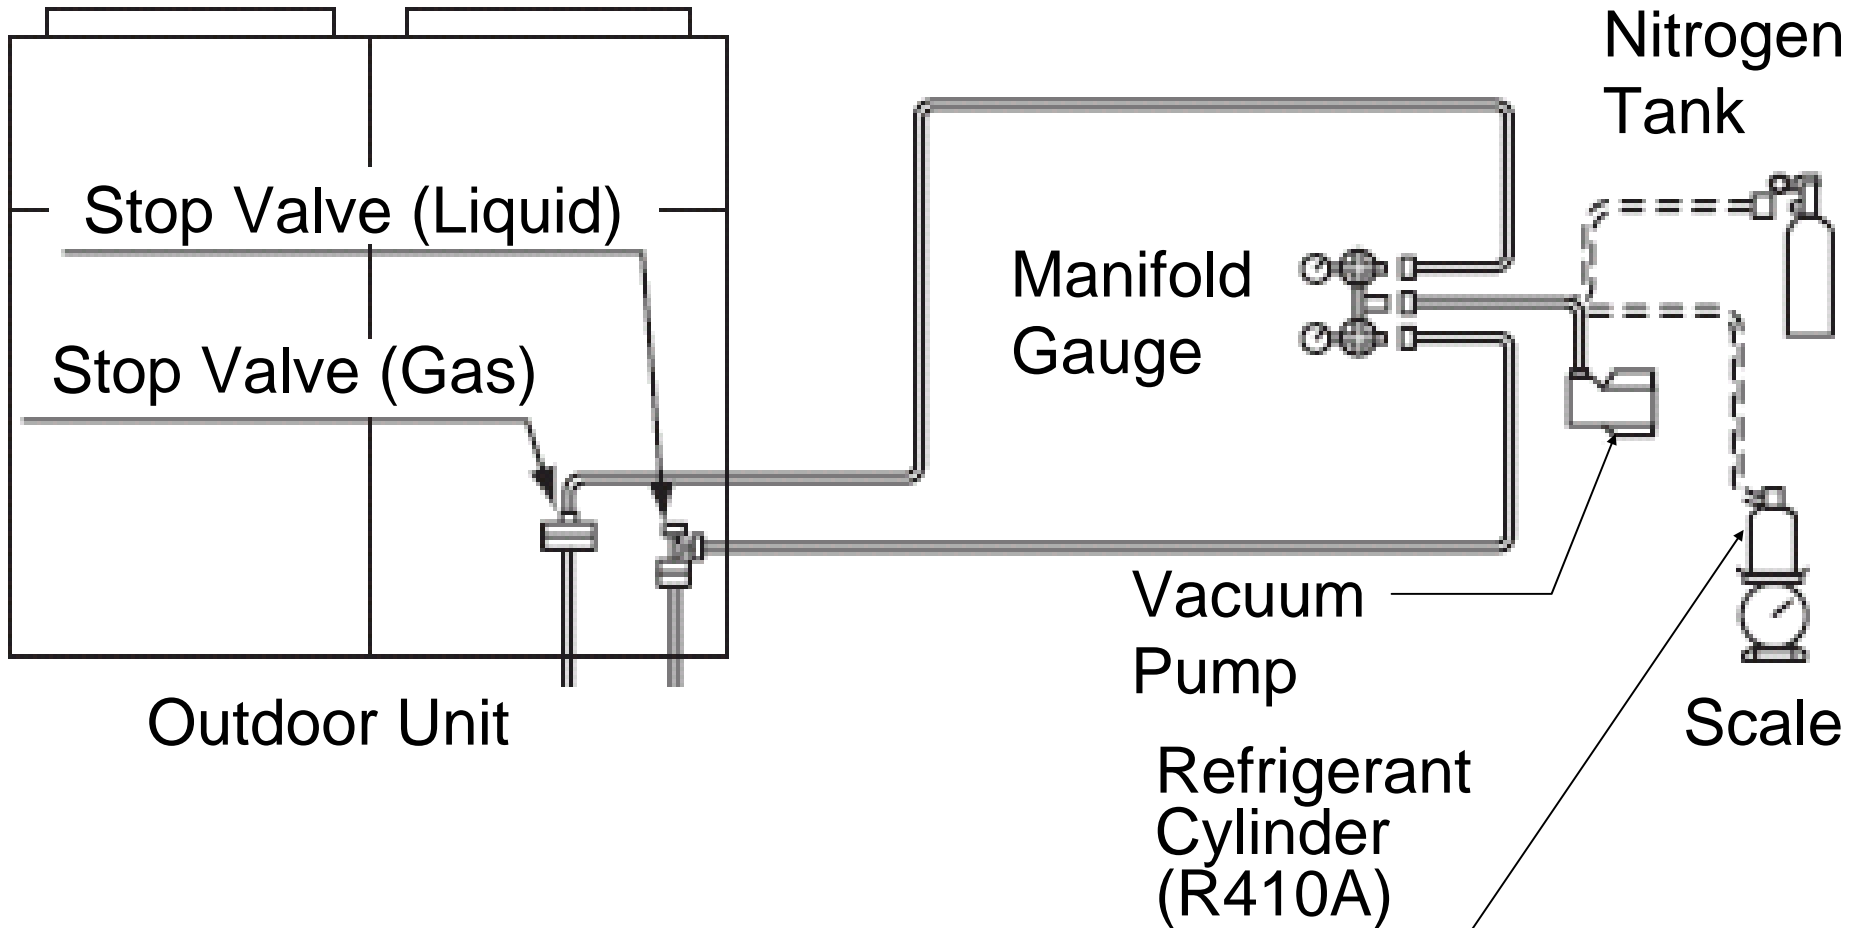 Nitrogen
Tank
Stop Valve (Liquid)
Manifold
Gauge
Stop Valve (Gas)
Vacuum
Pump
Outdoor Unit
Scale
Refrigerant
Cylinder
(R410A)